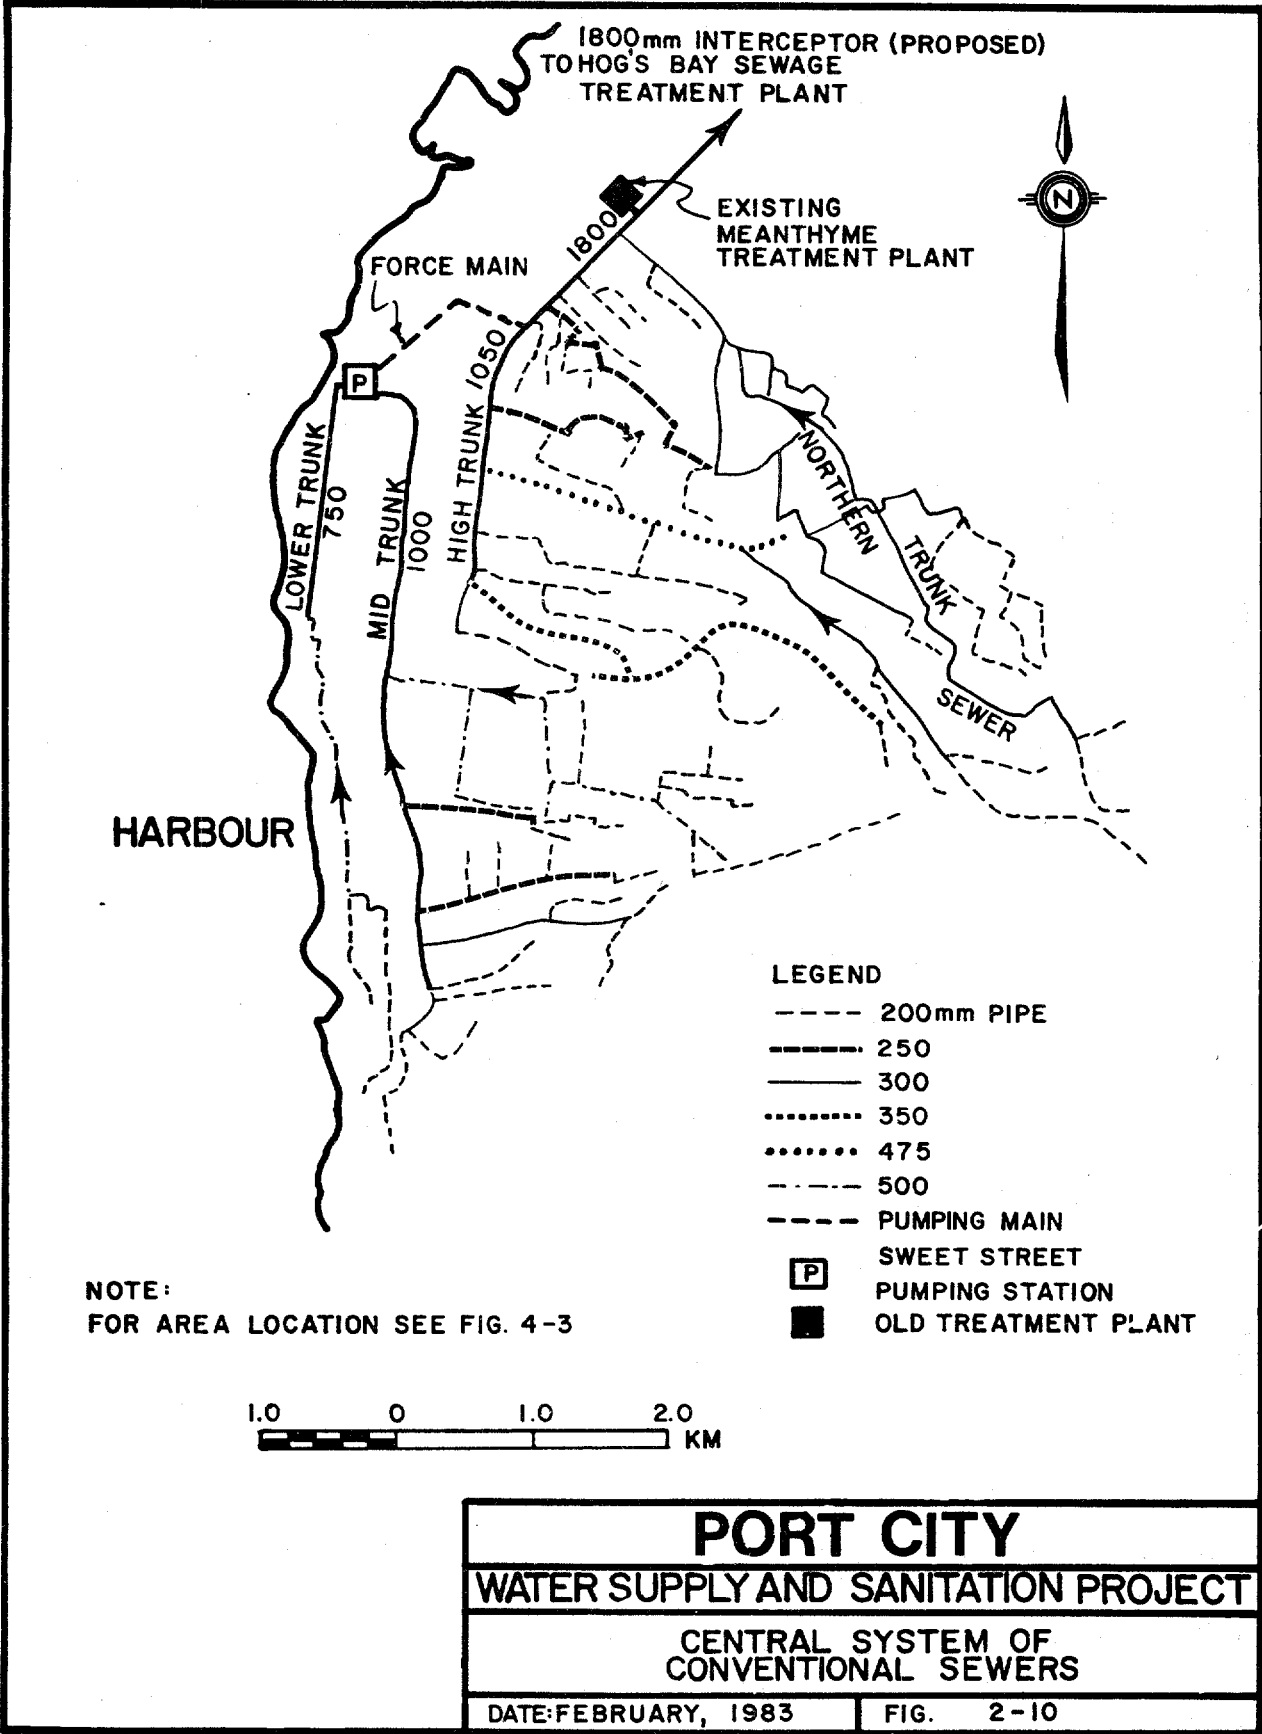 1800mm INTERCEPTOR (PROPOSED)
TO HOG'S BAY SEWAGE
TREATMENT PLANT
N
EXISTING
MEANTHYME
TREATMENT PLANT
1800
FORCE MAIN
P
HIGH TRUNK 1050
LOWER TRUNK
750
MID TRUNK
1000
NORTHERN
TRUNK
SEWER
HARBOUR
LEGEND
200mm PIPE
250
300
350
475
500
PUMPING MAIN
P SWEET STREET
PUMPING STATION
OLD TREATMENT PLANT
NOTE:
FOR AREA LOCATION SEE FIG. 4-3
1.0 0 1.0 2.0
KM
PORT CITY
WATER SUPPLY AND SANITATION PROJECT
CENTRAL SYSTEM OF
CONVENTIONAL SEWERS
DATE: FEBRUARY, 1983 FIG. 2-10